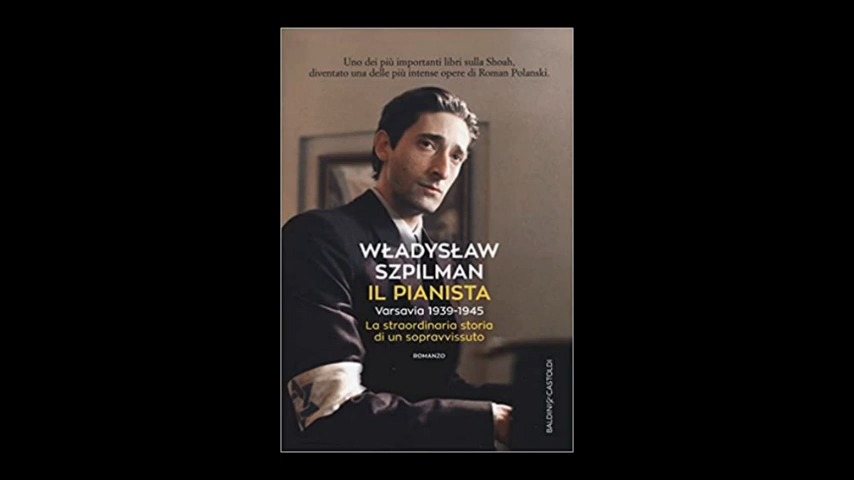 Uno dei più importanti libri sulla Shoah,
diventato una delle più intense opere di Roman Polanski.
WŁADYSŁAW
SZPILMAN
IL PIANISTA
Varsavia 1939-1945
La straordinaria storia
di un sopravvissuto
ROMANZO
BALDINI+CASTOLDI